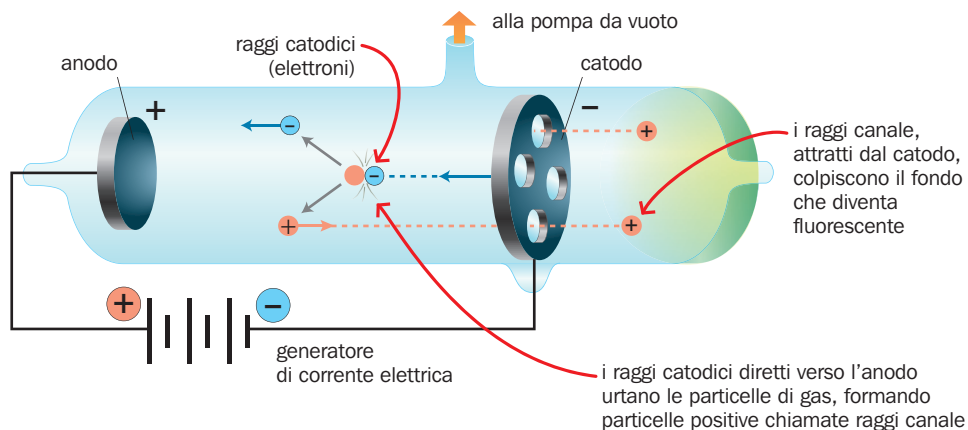 alla pompa da vuoto
raggi catodici
(elettroni)
anodo
catodo
+
−
−
−
+
+
+
i raggi canale,
attratti dal catodo,
colpiscono il fondo
che diventa
fluorescente
+
−
generatore
di corrente elettrica
i raggi catodici diretti verso l’anodo
urtano le particelle di gas, formando
particelle positive chiamate raggi canale